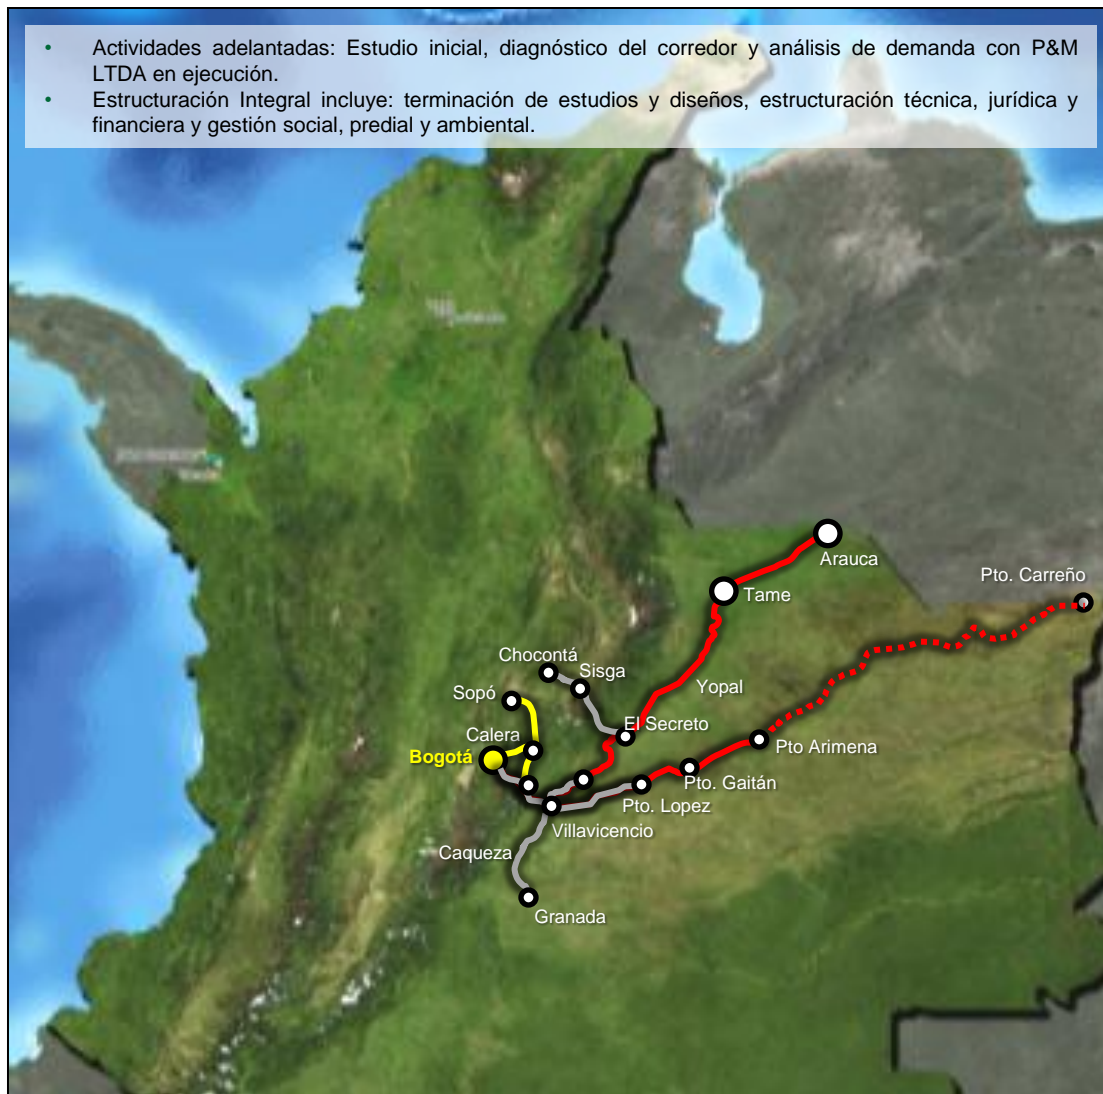 • Actividades adelantadas: Estudio inicial, diagnóstico del corredor y análisis de demanda con P&M
LTDA en ejecución.
• Estructuración Integral incluye: terminación de estudios y diseños, estructuración técnica, jurídica y
financiera y gestión social, predial y ambiental.
Arauca
Pto. Carreño
Tame
Chocontá
Sisga
Yopal
Sopó
El Secreto
Calera
Pto Arimena
Bogotá
Pto. Gaitán
Pto. Lopez
Villavicencio
Caqueza
Granada